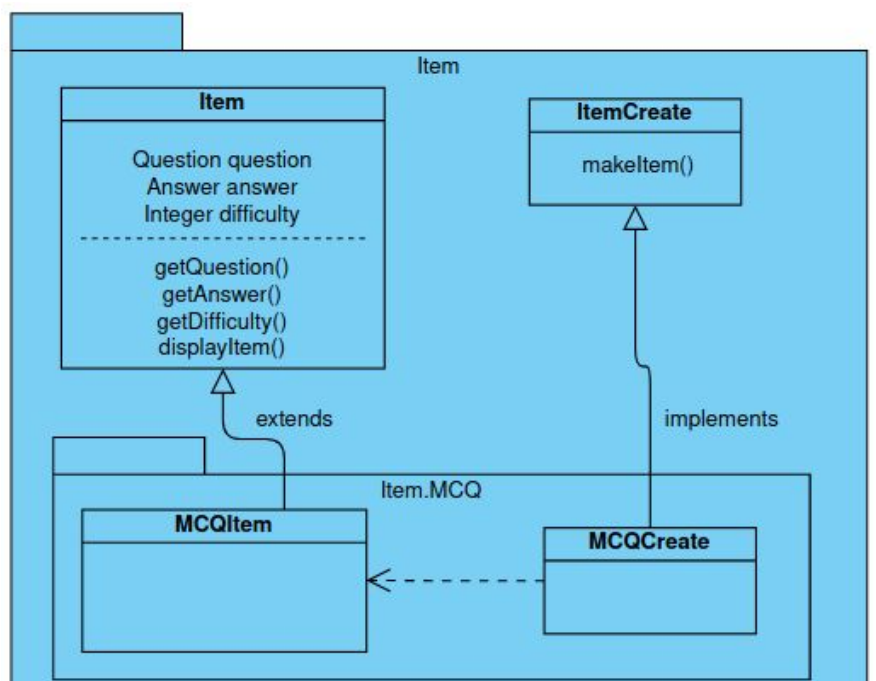 Item
Item
Question question
Answer answer
Integer difficulty
getQuestion()
getAnswer()
getDifficulty()
displayItem()
ItemCreate
makeItem()
extends
implements
Item.MCQ
MCQItem
MCQCreate